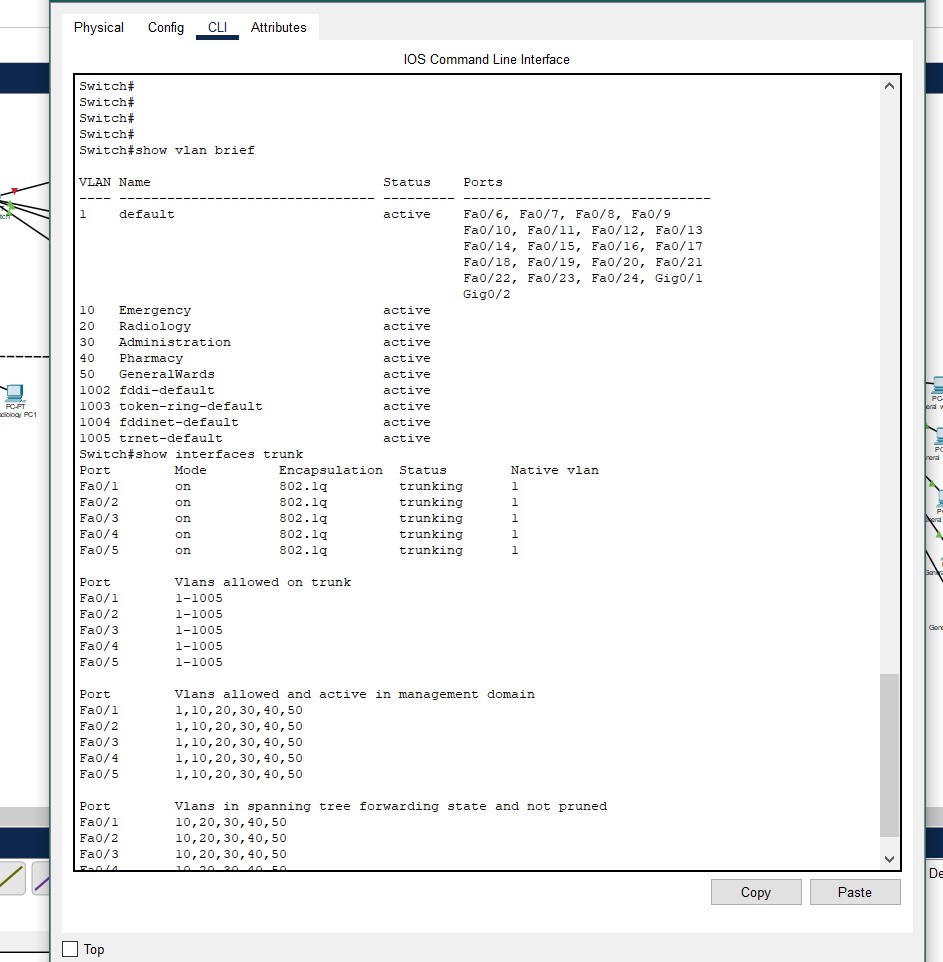 Physical Config CLI Attributes
IOS Command Line Interface
Switch#
Switch#
Switch#
Switch#
Switch#show vlan brief
VLAN Name                             Status    Ports
---- -------------------------------- --------- -------------------------------
1    default                          active    Fa0/6, Fa0/7, Fa0/8, Fa0/9
                                                Fa0/10, Fa0/11, Fa0/12, Fa0/13
                                                Fa0/14, Fa0/15, Fa0/16, Fa0/17
                                                Fa0/18, Fa0/19, Fa0/20, Fa0/21
                                                Fa0/22, Fa0/23, Fa0/24, Gig0/1
                                                Gig0/2
10   Emergency                        active
20   Radiology                        active
30   Administration                   active
40   Pharmacy                         active
50   GeneralWards                     active
1002 fddi-default                     active
1003 token-ring-default               active
1004 fddinet-default                  active
1005 trnet-default                    active
Switch#show interfaces trunk
Port        Mode         Encapsulation  Status        Native vlan
Fa0/1       on           802.1q         trunking      1
Fa0/2       on           802.1q         trunking      1
Fa0/3       on           802.1q         trunking      1
Fa0/4       on           802.1q         trunking      1
Fa0/5       on           802.1q         trunking      1
Port        Vlans allowed on trunk
Fa0/1       1-1005
Fa0/2       1-1005
Fa0/3       1-1005
Fa0/4       1-1005
Fa0/5       1-1005
Port        Vlans allowed and active in management domain
Fa0/1       1,10,20,30,40,50
Fa0/2       1,10,20,30,40,50
Fa0/3       1,10,20,30,40,50
Fa0/4       1,10,20,30,40,50
Fa0/5       1,10,20,30,40,50
Port        Vlans in spanning tree forwarding state and not pruned
Fa0/1       10,20,30,40,50
Fa0/2       10,20,30,40,50
Fa0/3       10,20,30,40,50
Copy Paste
Top
PC-PT
PC1